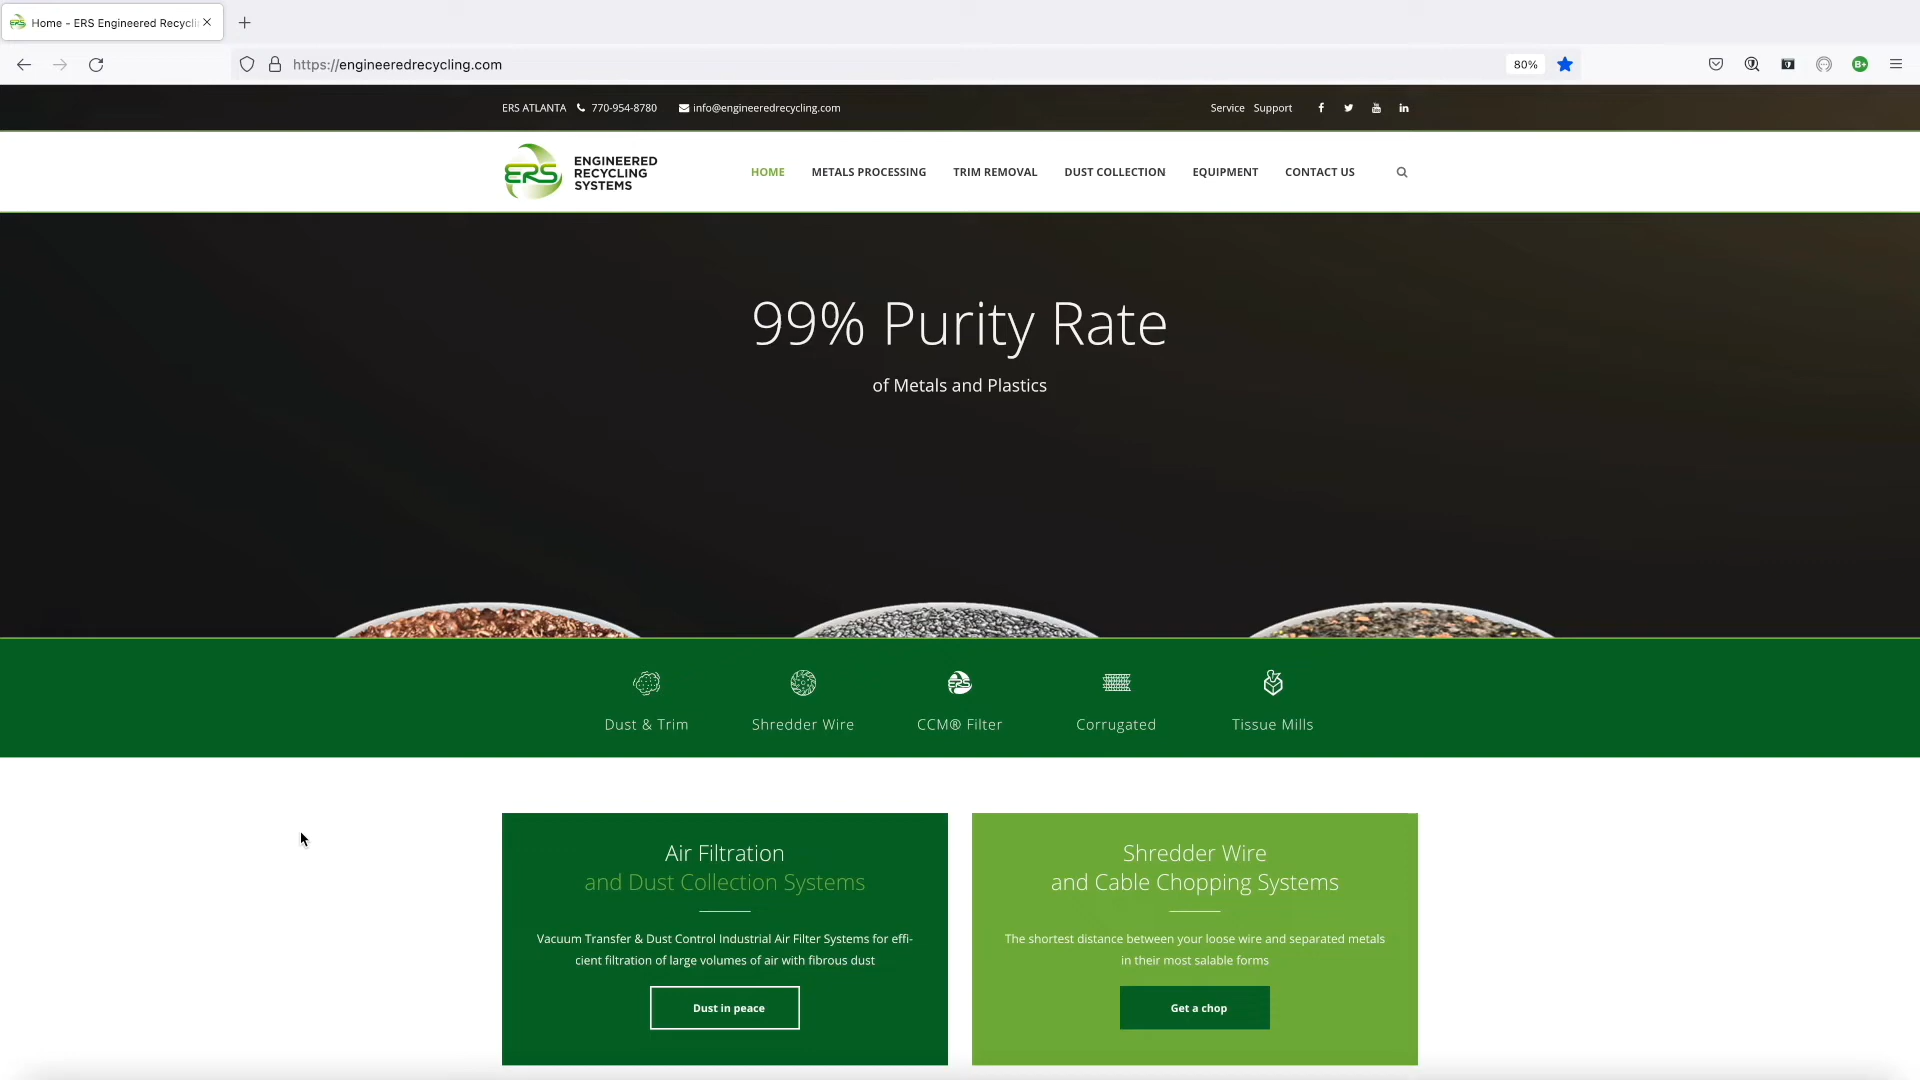 Home - ERS Engineered Recycli
https://engineeredrecycling.com
80%
ERS ATLANTA 770-954-8780 info@engineeredrecycling.com
Service Support
ERS ENGINEERED
RECYCLING
SYSTEMS
HOME METALS PROCESSING TRIM REMOVAL DUST COLLECTION EQUIPMENT CONTACT US
99% Purity Rate
of Metals and Plastics
Dust & Trim Shredder Wire CCM® Filter Corrugated Tissue Mills
Air Filtration
and Dust Collection Systems
Vacuum Transfer & Dust Control Industrial Air Filter Systems for effi-
cient filtration of large volumes of air with fibrous dust
Dust in peace
Shredder Wire
and Cable Chopping Systems
The shortest distance between your loose wire and separated metals
in their most salable forms
Get a chop